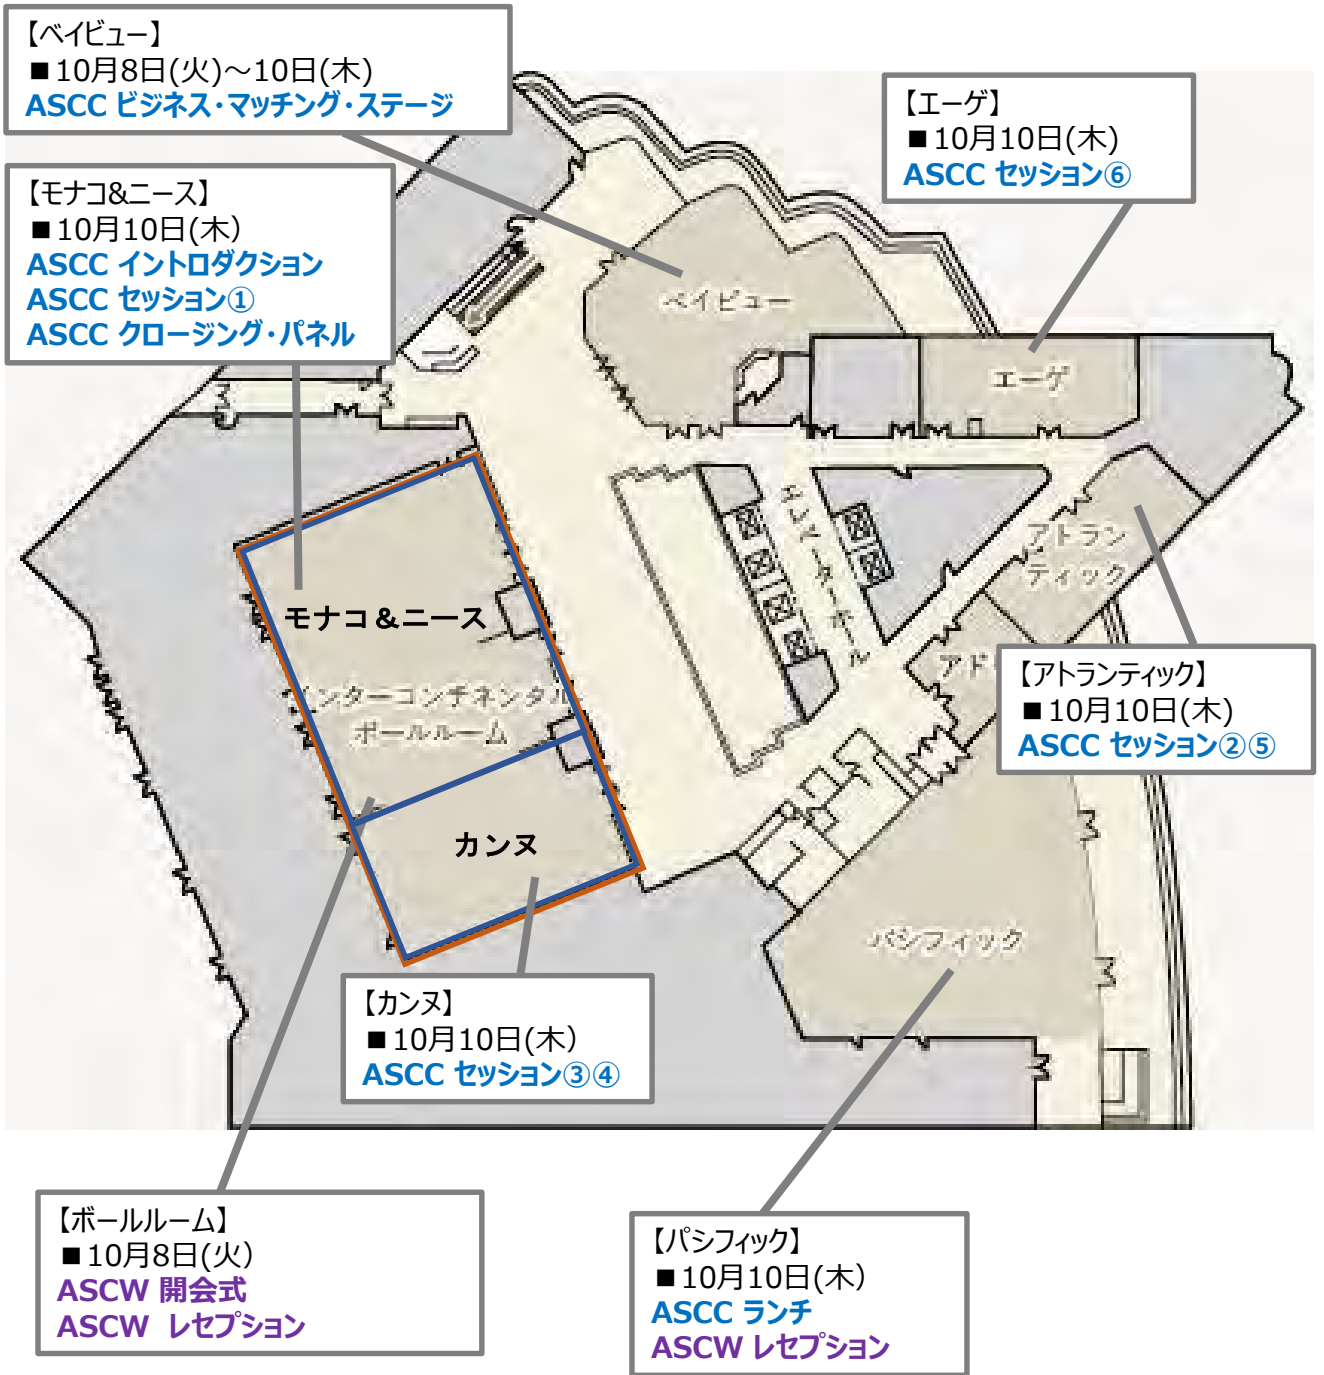 【ベイビュー】
■10月8日(火)～10日(木)
ASCC ビジネス・マッチング・ステージ
【エーゲ】
■10月10日(木)
ASCC セッション⑥
【モナコ&ニース】
■10月10日(木)
ASCC イントロダクション
ASCC セッション①
ASCC クロージング・パネル
ベイビュー
エーゲ
エレベーターホール
アトラン
ティック
モナコ&ニース
アド
インターコンチネンタル
ボールルーム
【アトランティック】
■10月10日(木)
ASCC セッション②⑤
カンヌ
パシフィック
【カンヌ】
■10月10日(木)
ASCC セッション③④
【ボールルーム】
■10月8日(火)
ASCW 開会式
ASCW レセプション
【パシフィック】
■10月10日(木)
ASCC ランチ
ASCW レセプション